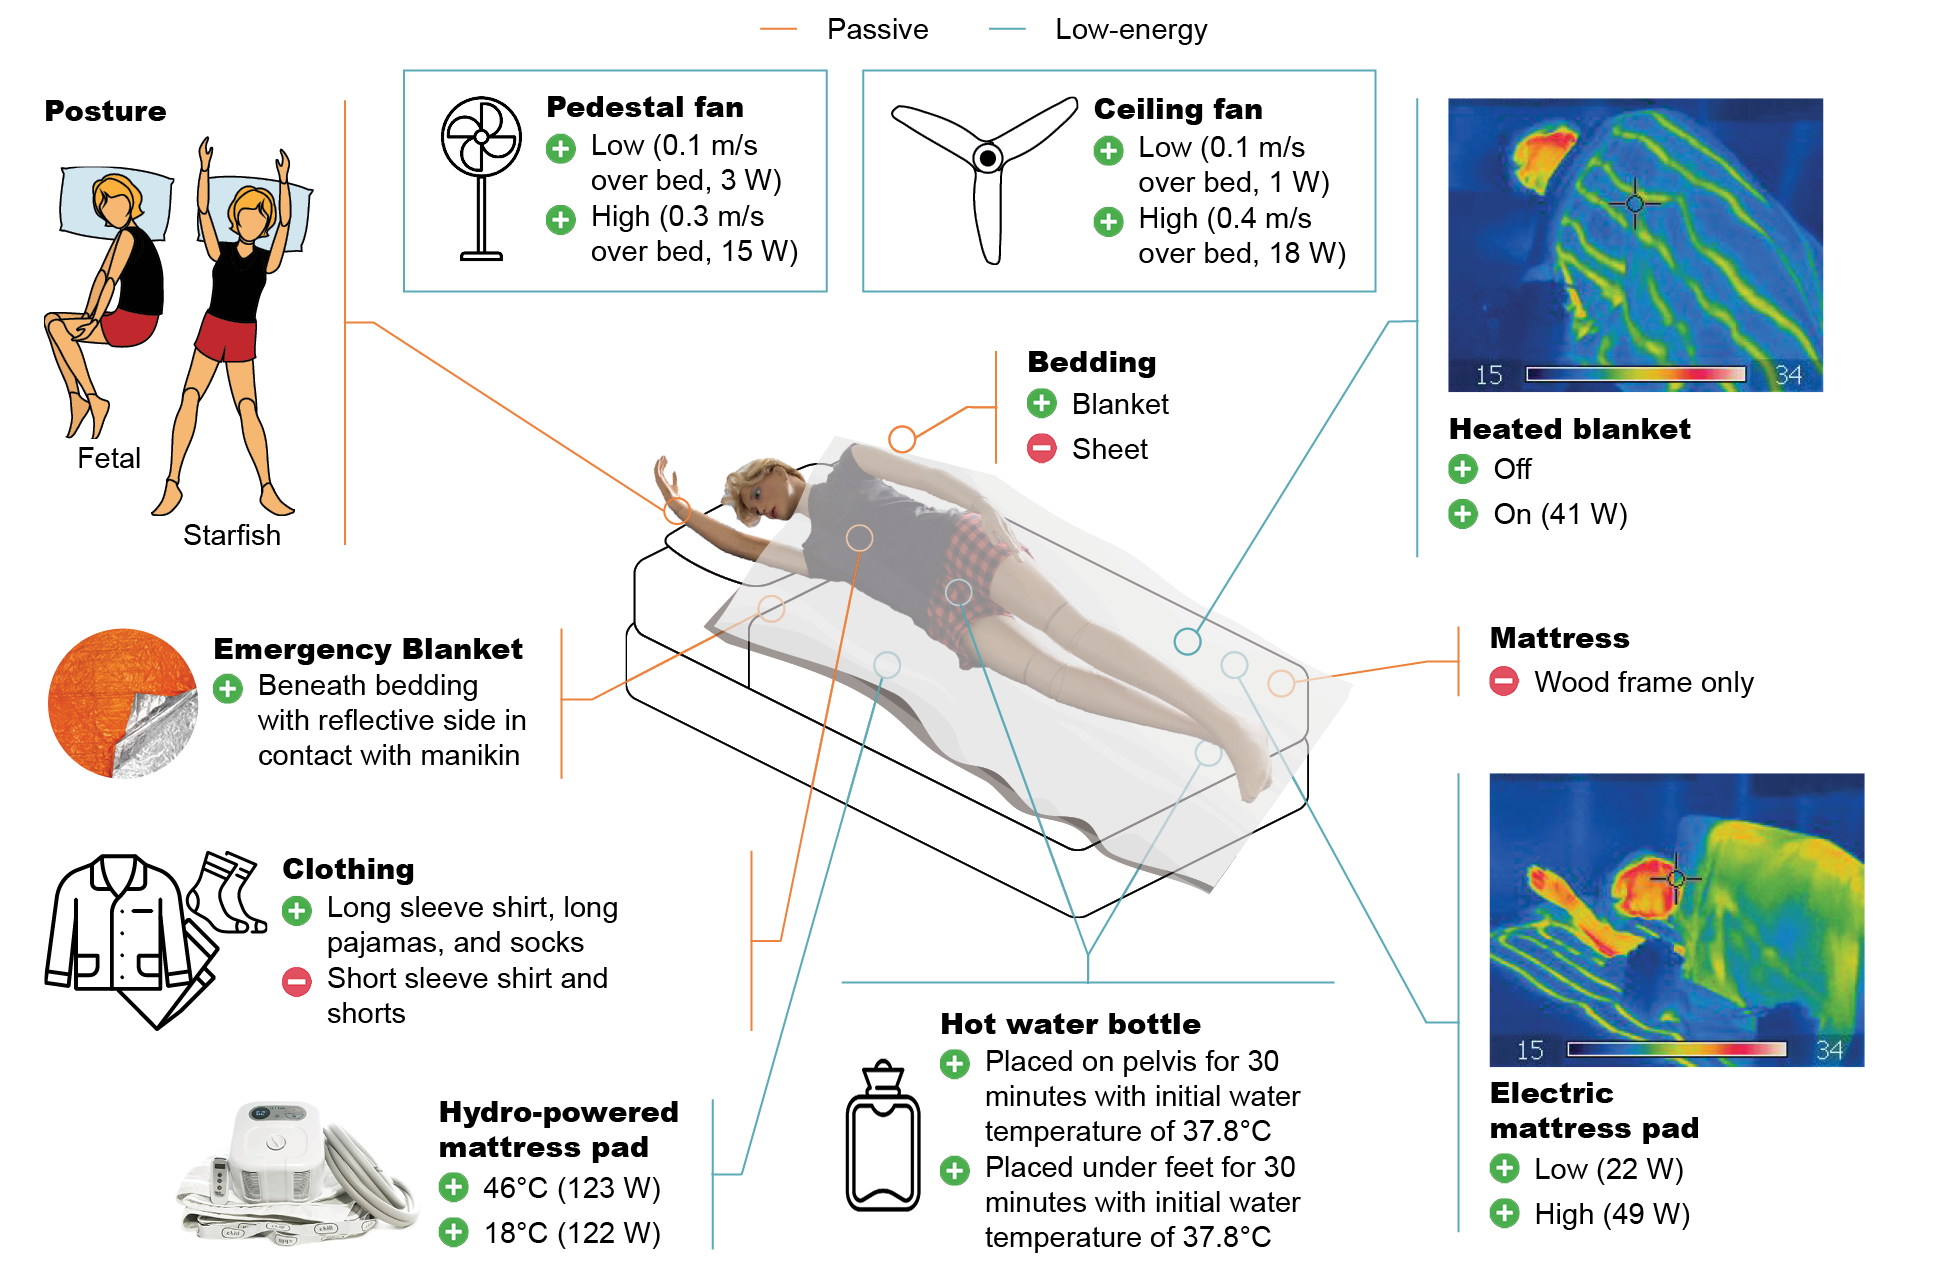 Passive
Low-energy
Posture
Fetal
Starfish
Pedestal fan
Low (0.1 m/s
over bed, 3 W)
High (0.3 m/s
over bed, 15 W)
Ceiling fan
Low (0.1 m/s
over bed, 1 W)
High (0.4 m/s
over bed, 18 W)
15
34
Heated blanket
Off
On (41 W)
Bedding
Blanket
Sheet
Emergency Blanket
Beneath bedding
with reflective side in
contact with manikin
Mattress
Wood frame only
Clothing
Long sleeve shirt, long
pajamas, and socks
Short sleeve shirt and
shorts
15
34
Electric
mattress pad
Low (22 W)
High (49 W)
Hydro-powered
mattress pad
46°C (123 W)
18°C (122 W)
Hot water bottle
Placed on pelvis for 30
minutes with initial water
temperature of 37.8°C
Placed under feet for 30
minutes with initial water
temperature of 37.8°C